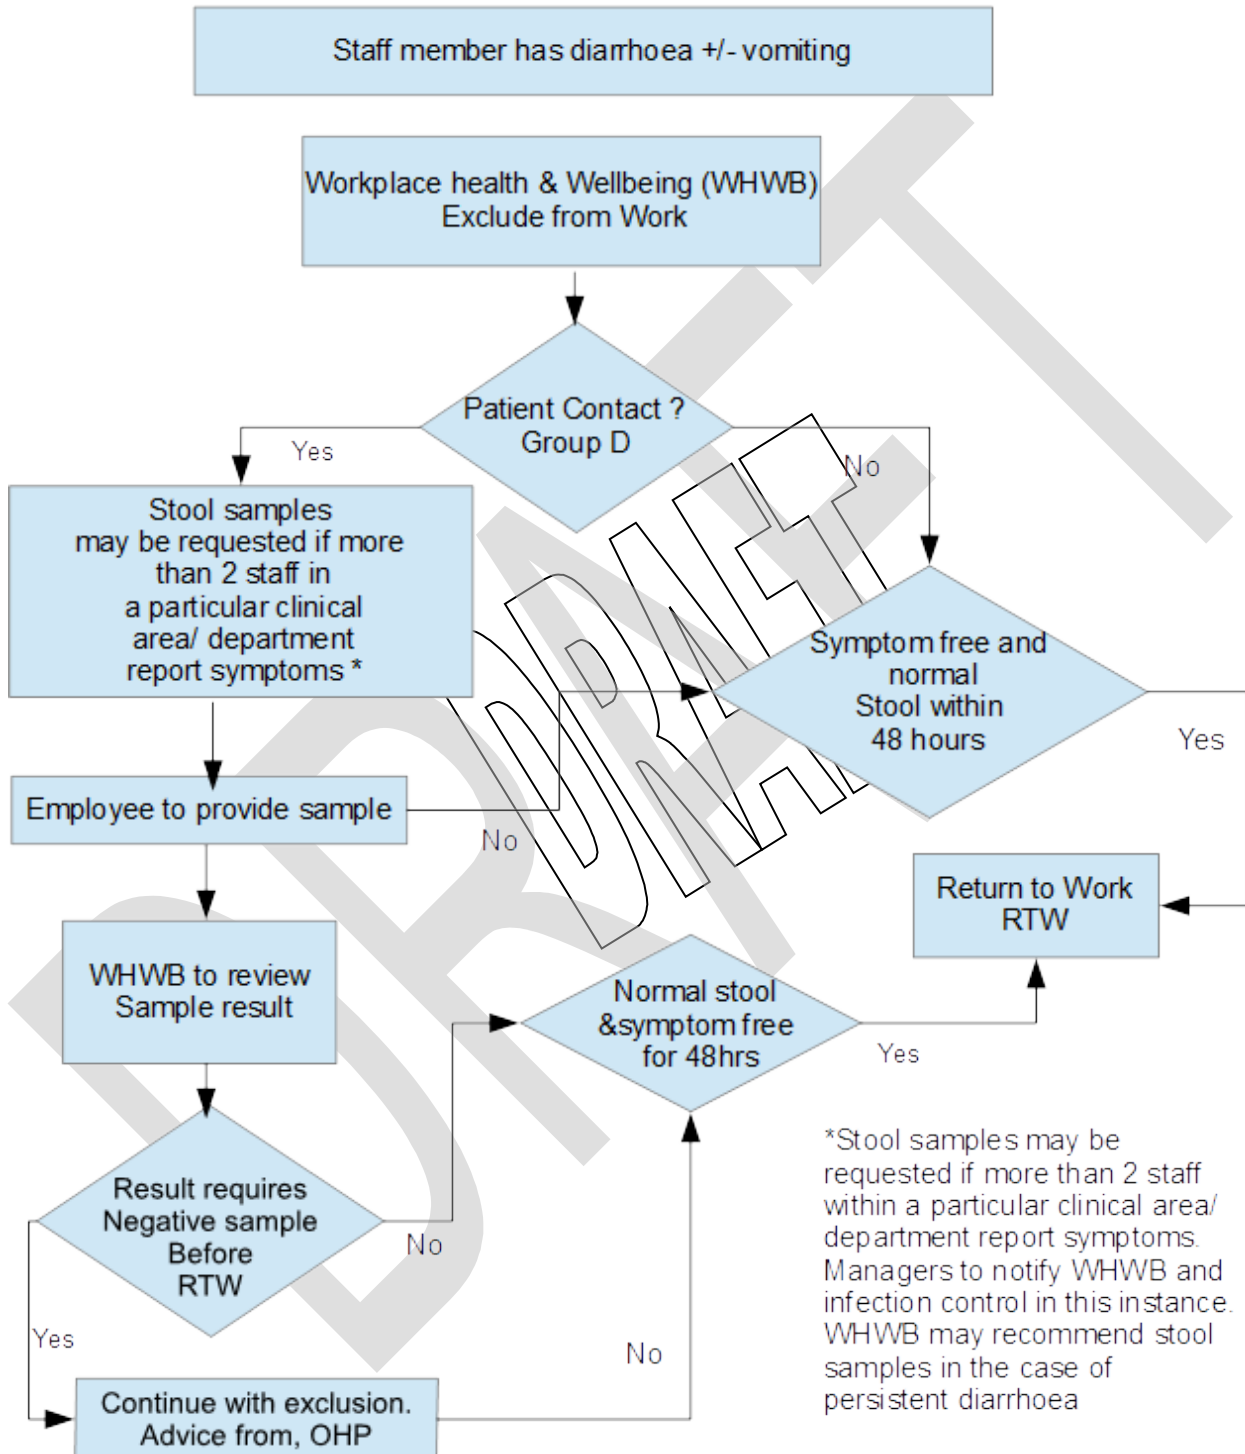 Staff member has diarrhoea +/- vomiting
Workplace health & Wellbeing (WHWB)
Exclude from Work
Patient Contact ?
Group D
Yes
No
Stool samples
may be requested if more
than 2 staff in
a particular clinical
area/ department
report symptoms *
Symptom free and
normal
Stool within
48 hours
Yes
Employee to provide sample
No
DRAFT
DRAFT
Return to Work
RTW
WHWB to review
Sample result
Normal stool
&symptom free
for 48hrs
Yes
Result requires
Negative sample
Before
RTW
No
Yes
No
Continue with exclusion.
Advice from, OHP
*Stool samples may be
requested if more than 2 staff
within a particular clinical area/
department report symptoms.
Managers to notify WHWB and
infection control in this instance.
WHWB may recommend stool
samples in the case of
persistent diarrhoea